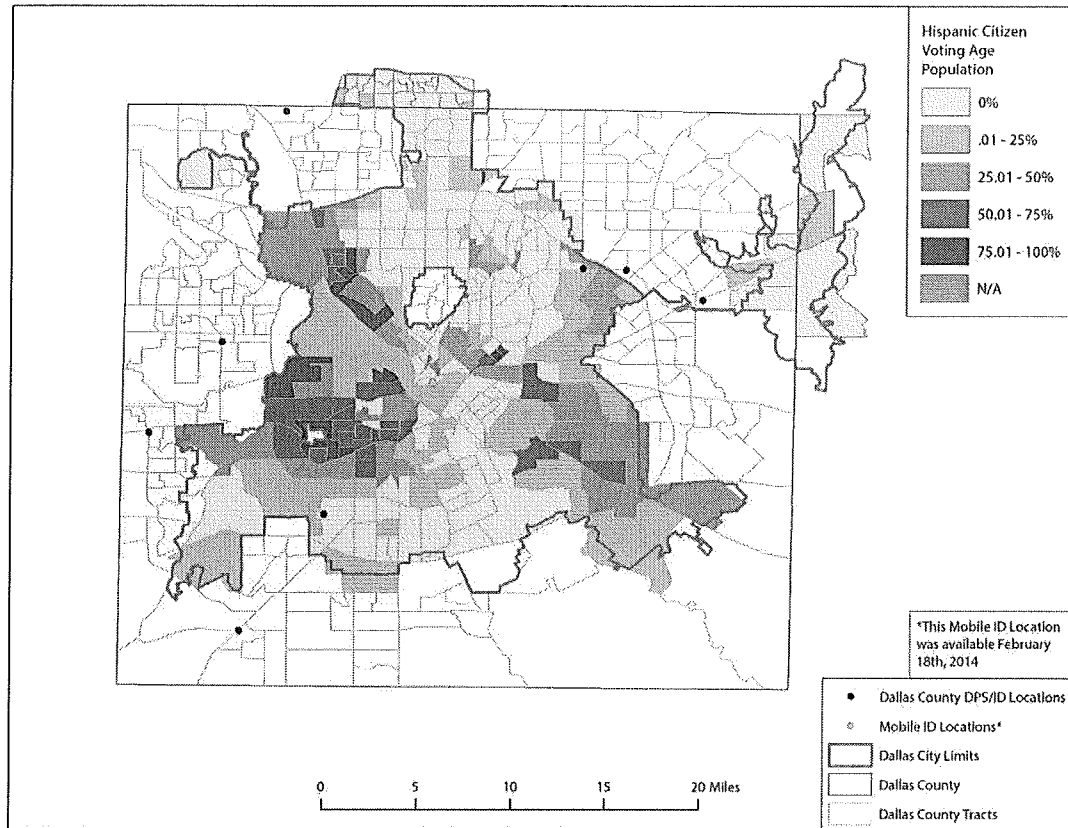 Hispanic Citizen
Voting Age
Population
0%
.01 - 25%
25.01 - 50%
50.01 - 75%
75.01 - 100%
N/A
*This Mobile ID Location
was available February
18th, 2014
Dallas County DPS/ID Locations
Mobile ID Locations*
Dallas City Limits
Dallas County
Dallas County Tracts
0 5 10 15 20 Miles